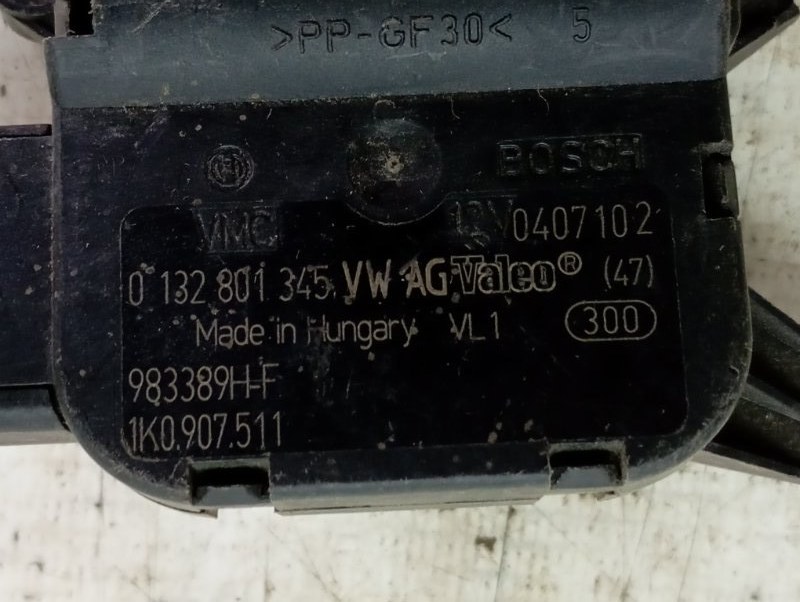 >PP-GF30< 5
BOSCH
VMC 12V 0407102
0 132 801 345 VW AG Valeo® (47)
Made in Hungary VL1 300
983389H-F
1K0.907.511